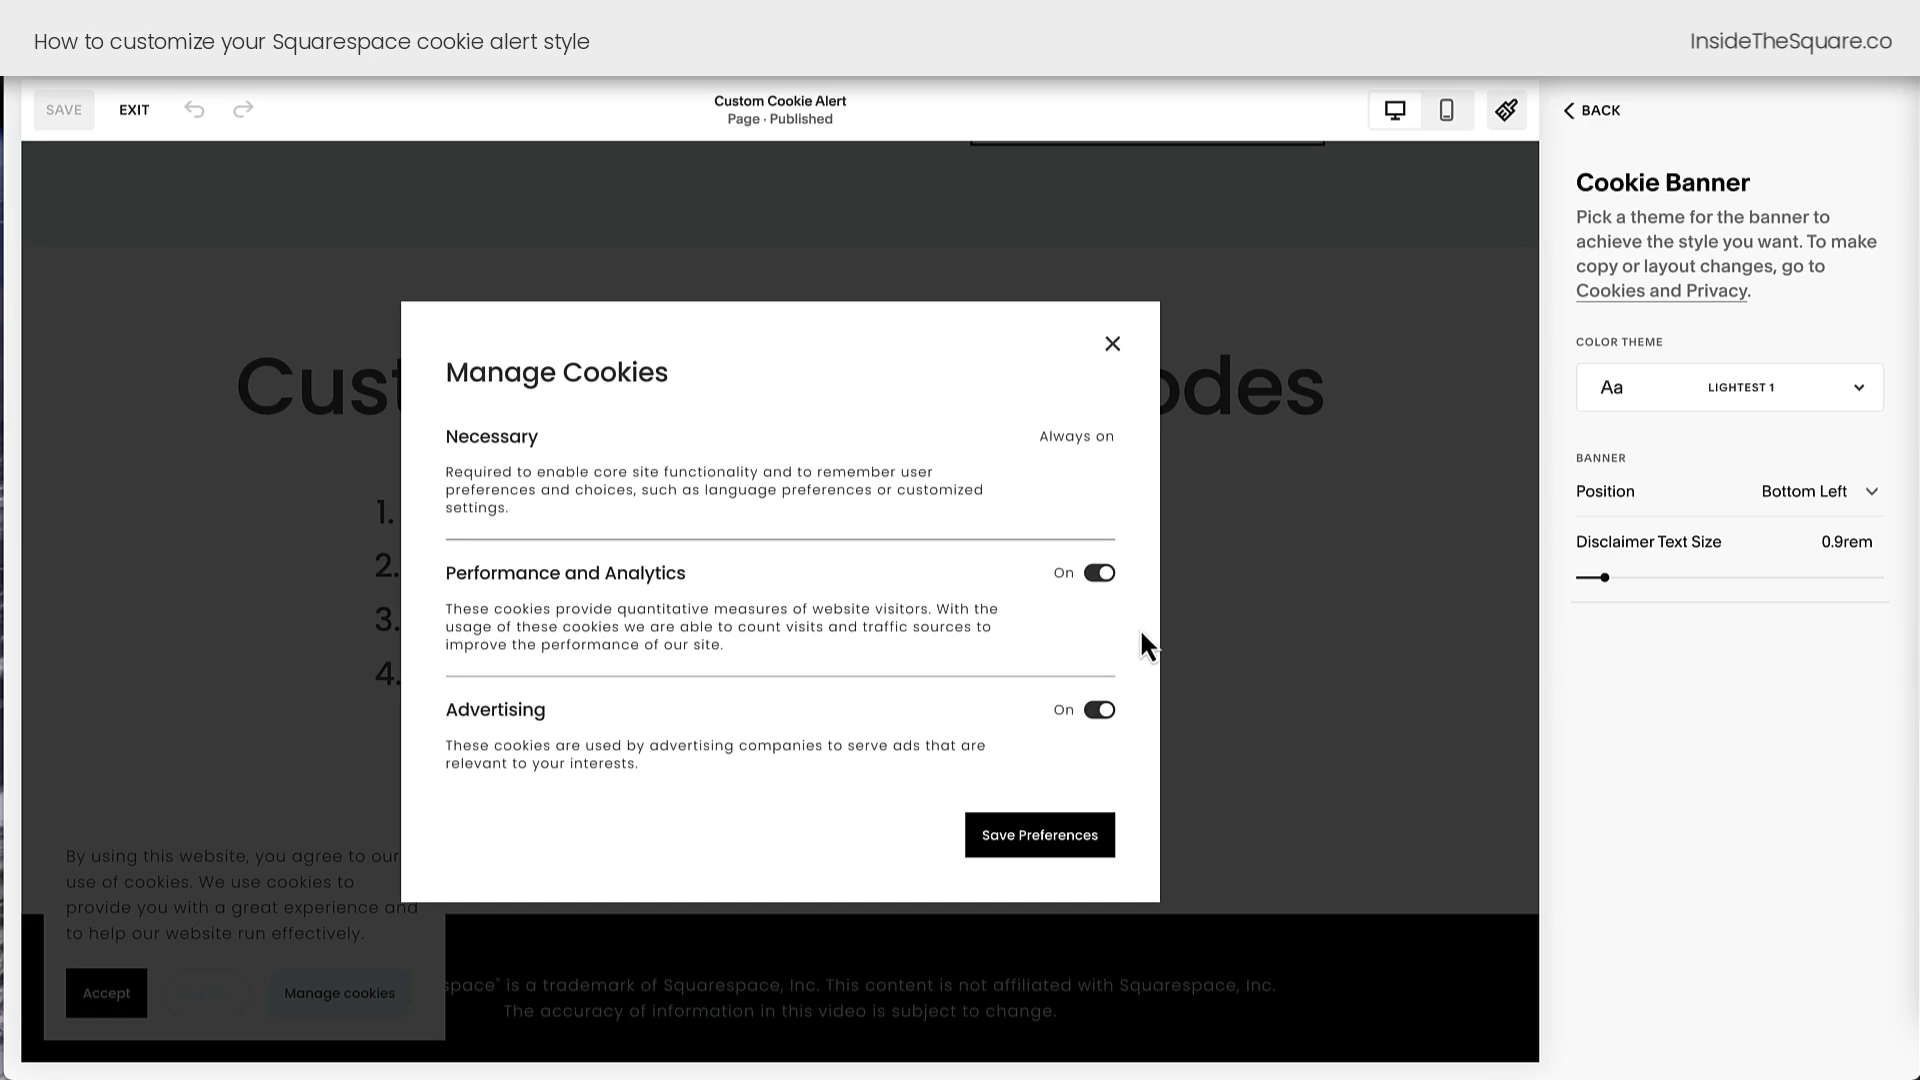 How to customize your Squarespace cookie alert style
InsideTheSquare.co
SAVE
EXIT
Custom Cookie Alert
Page · Published
BACK
Cookie Banner
Pick a theme for the banner to
achieve the style you want. To make
copy or layout changes, go to
Cookies and Privacy.
COLOR THEME
Aa
LIGHTEST 1
BANNER
Position
Bottom Left
Disclaimer Text Size
0.9rem
Manage Cookies
Necessary
Always on
Required to enable core site functionality and to remember user
preferences and choices, such as language preferences or customized
settings.
Performance and Analytics
On
These cookies provide quantitative measures of website visitors. With the
usage of these cookies we are able to count visits and traffic sources to
improve the performance of our site.
Advertising
On
These cookies are used by advertising companies to serve ads that are
relevant to your interests.
Save Preferences
Cust
odes
1.
2.
3.
4.
By using this website, you agree to our
use of cookies. We use cookies to
provide you with a great experience and
to help our website run effectively.
Accept
Manage cookies
space" is a trademark of Squarespace, Inc. This content is not affiliated with Squarespace, Inc.
The accuracy of information in this video is subject to change.